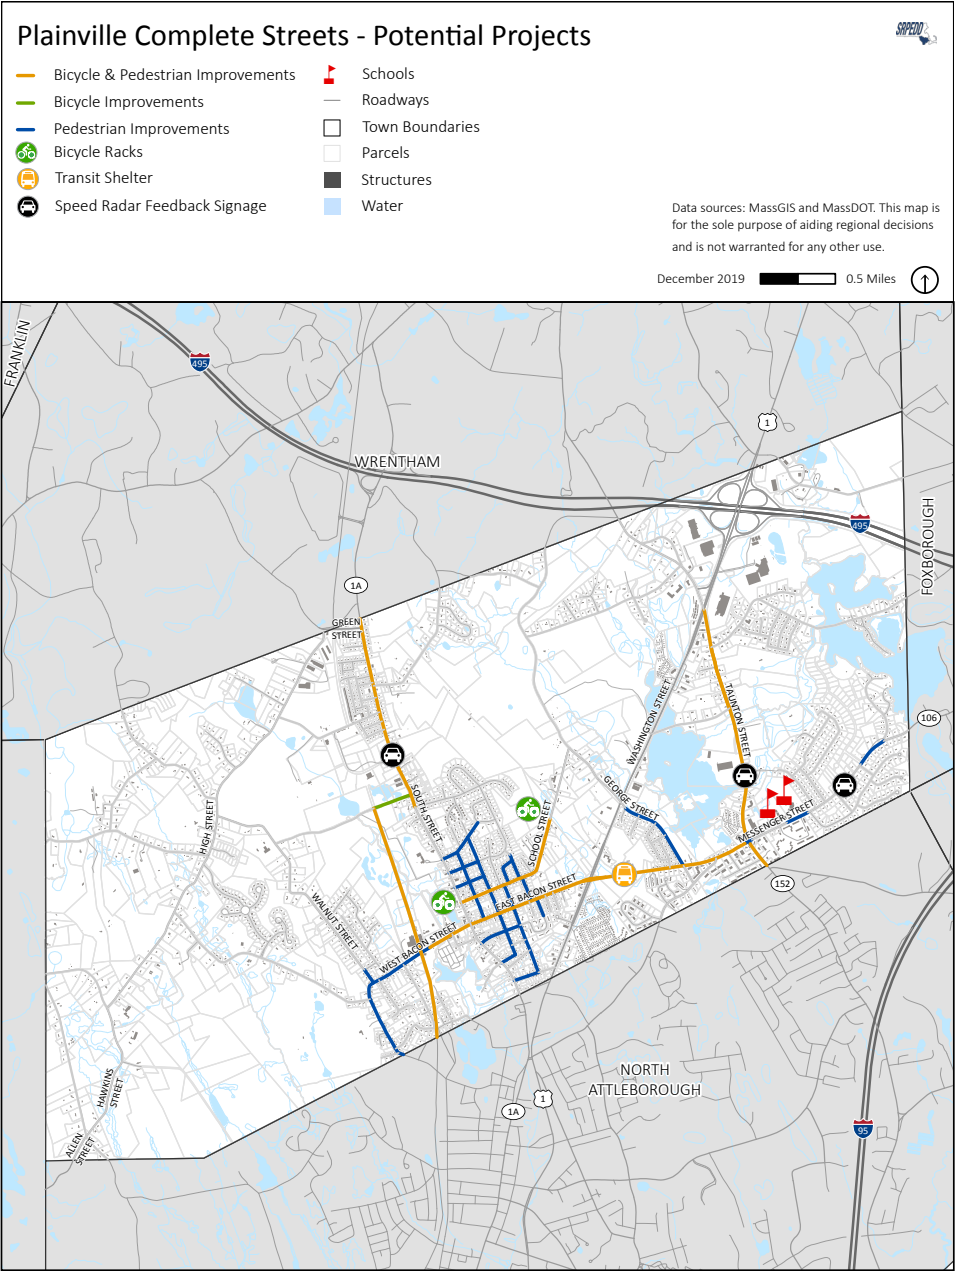 Plainville Complete Streets - Potential Projects
SRPEDD
Bicycle & Pedestrian Improvements
Bicycle Improvements
Pedestrian Improvements
Bicycle Racks
Transit Shelter
Speed Radar Feedback Signage
Schools
Roadways
Town Boundaries
Parcels
Structures
Water
Data sources: MassGIS and MassDOT. This map is
for the sole purpose of aiding regional decisions
and is not warranted for any other use.
December 2019
0.5 Miles
FRANKLIN
495
1
WRENTHAM
495
FOXBOROUGH
1A
GREEN
STREET
106
WASHINGTON STREET
TAUNTON STREET
SOUTH STREET
GEORGE STREET
HIGH STREET
SCHOOL STREET
MESSENGER STREET
152
EAST BACON STREET
WALNUT STREET
WEST BACON STREET
NORTH
ATTLEBOROUGH
HAWKINS
STREET
1
1A
95
ALLEN
STREET